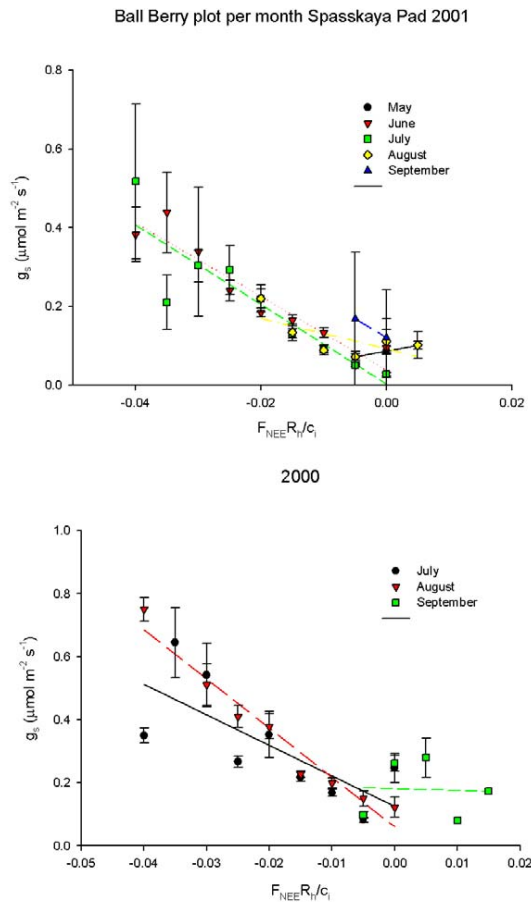 Ball Berry plot per month Spasskaya Pad 2001
0.8
0.6
0.4
0.2
0.0
gs (μmol m-2 s-1)
May
June
July
August
September
-0.04 -0.02 0.00 0.02
FNEERh/ci
2000
1.0
0.8
0.6
0.4
0.2
0.0
gs (μmol m-2 s-1)
July
August
September
-0.05 -0.04 -0.03 -0.02 -0.01 0.00 0.01 0.02
FNEERh/ci